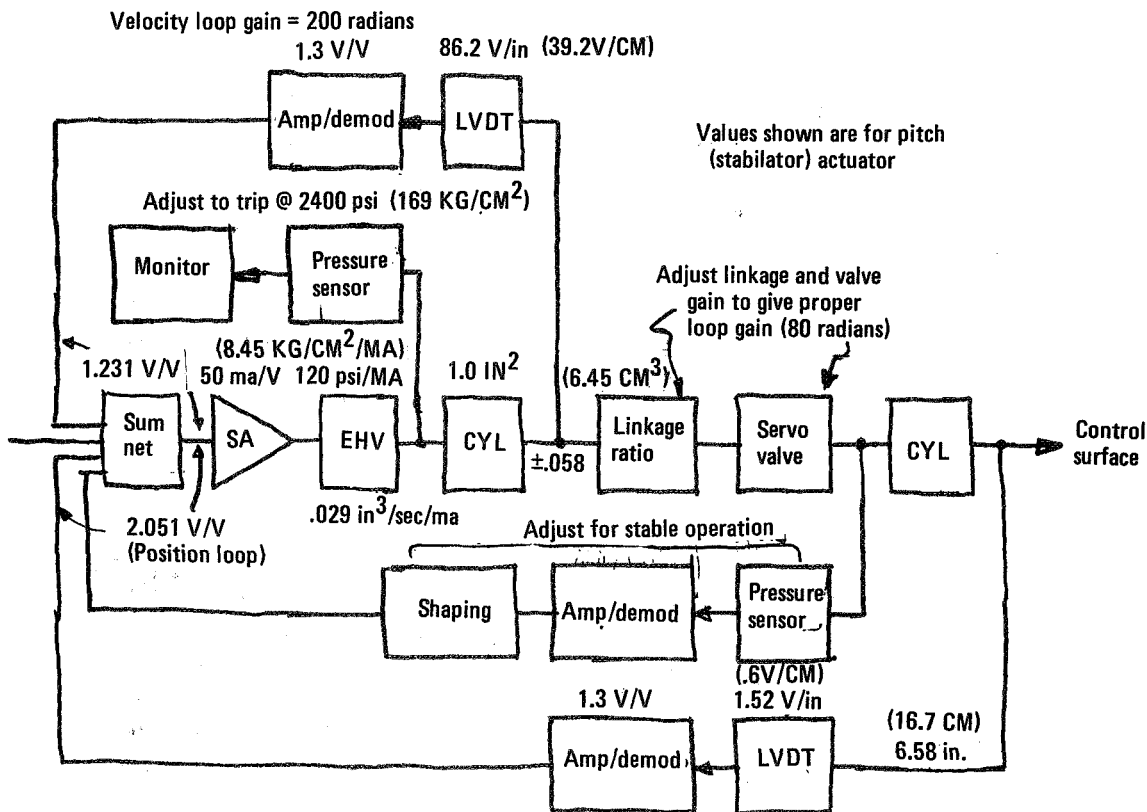 Velocity loop gain = 200 radians
1.3 V/V
86.2 V/in (39.2V/CM)
Amp/demod
LVDT
Values shown are for pitch
(stabilator) actuator
Adjust to trip @ 2400 psi (169 KG/CM²)
Monitor
Pressure
sensor
Adjust linkage and valve
gain to give proper
loop gain (80 radians)
(8.45 KG/CM²/MA)
1.231 V/V
50 ma/V
120 psi/MA
1.0 IN²
(6.45 CM³)
Sum
net
SA
EHV
CYL
±.058
Linkage
ratio
Servo
valve
CYL
Control
surface
.029 in³/sec/ma
2.051 V/V
(Position loop)
Adjust for stable operation
Shaping
Amp/demod
Pressure
sensor
(.6V/CM)
1.3 V/V
1.52 V/in
(16.7 CM)
6.58 in.
Amp/demod
LVDT